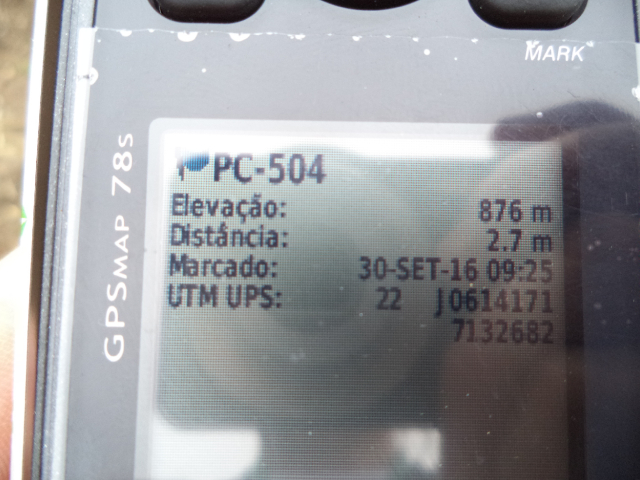 MARK
GPSMAP 78s
PC-504
Elevação: 876 m
Distância: 2.7 m
Marcado: 30-SET-16 09:25
UTM UPS: 22 J0614171
7132682